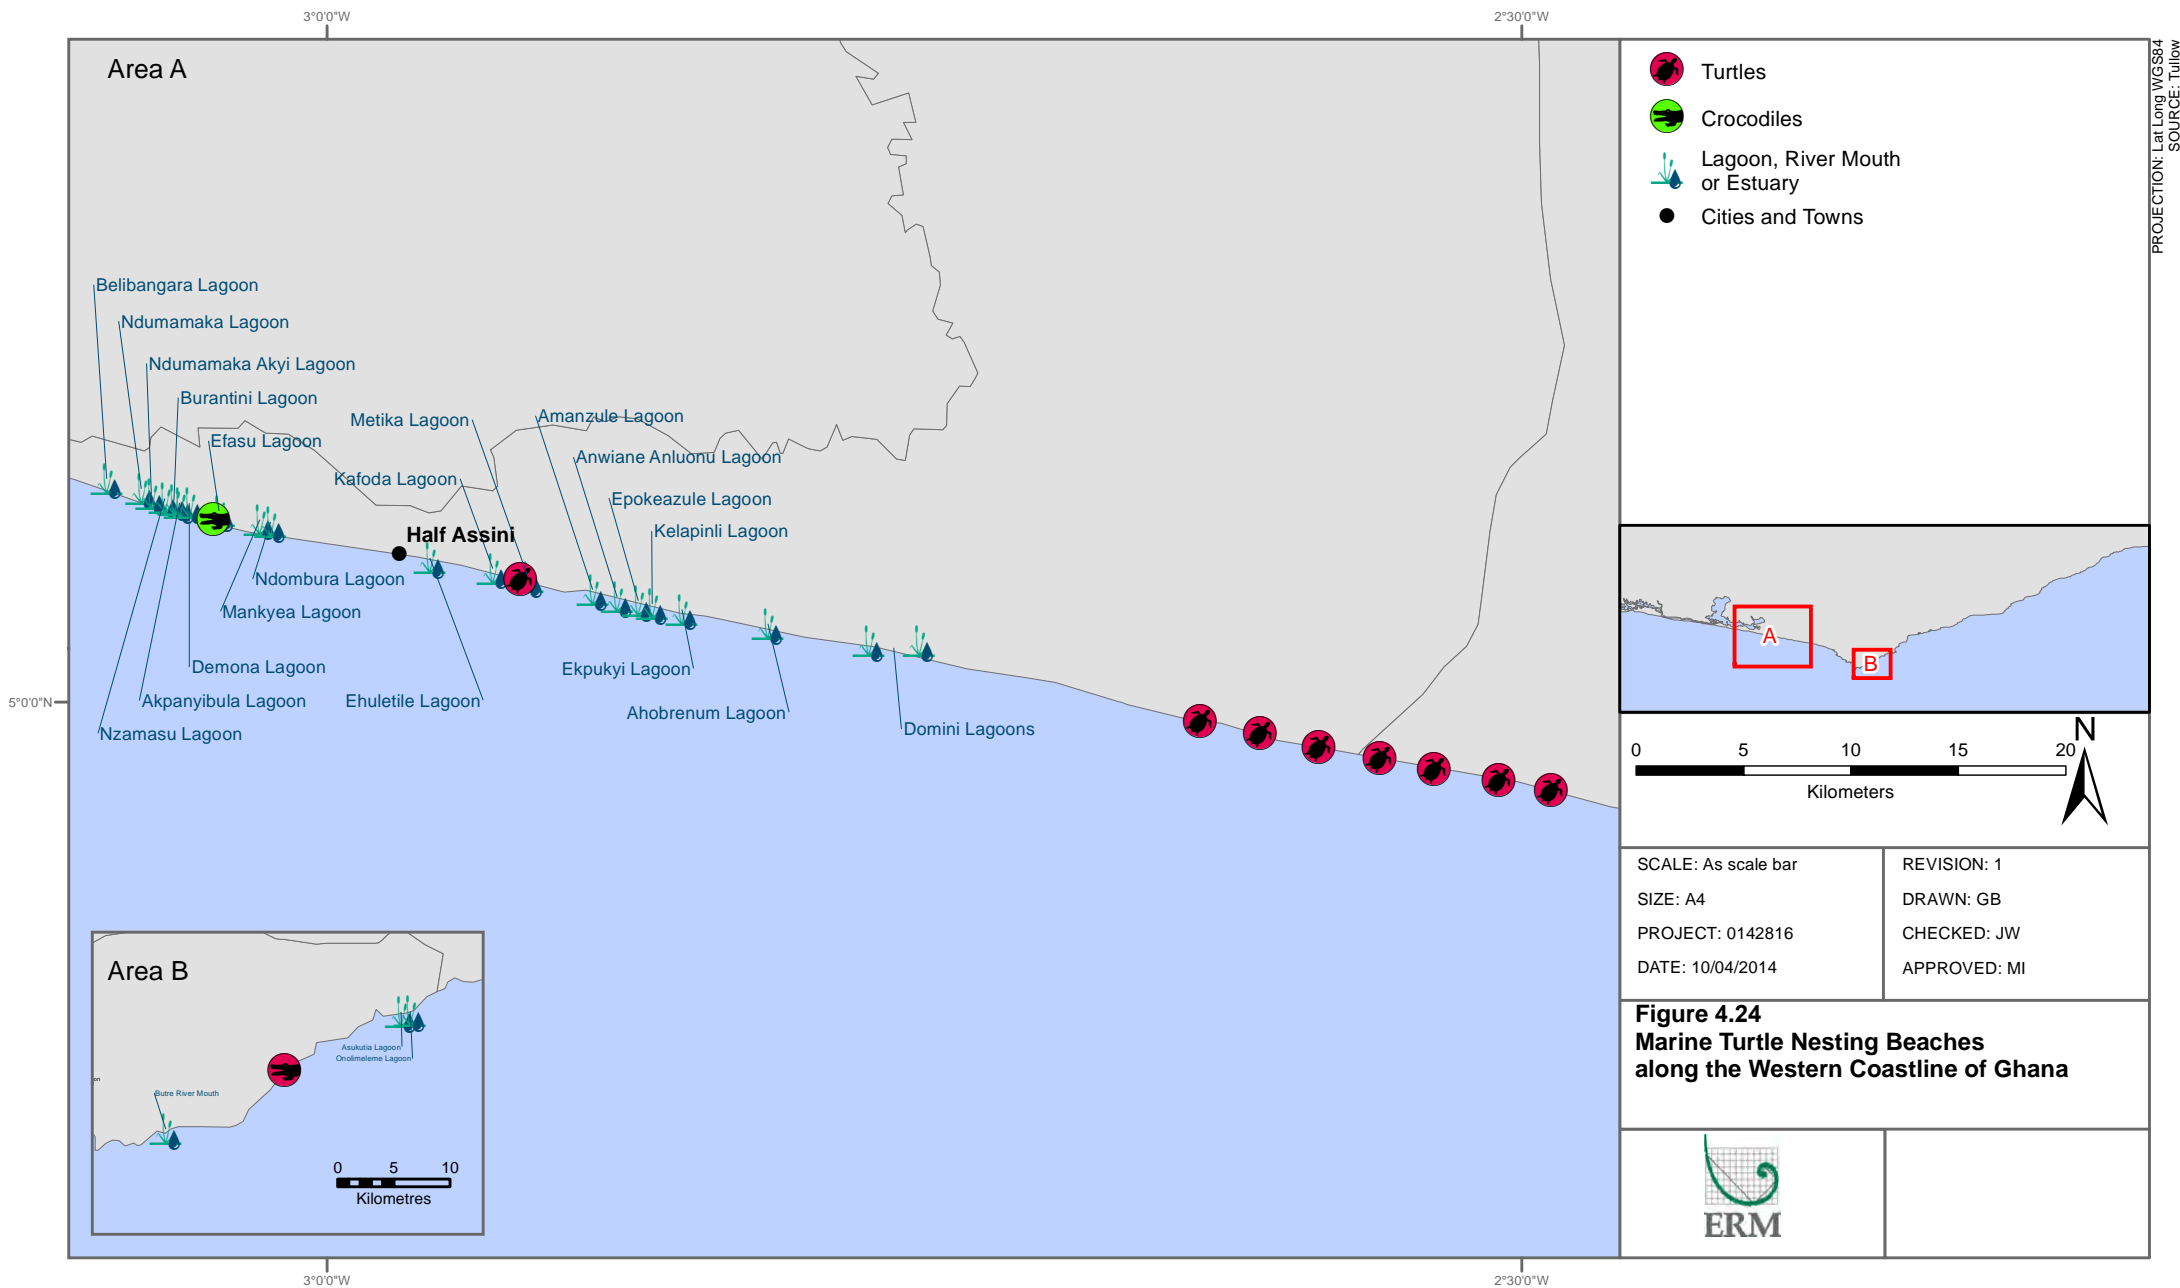 3°0'0"W
2°30'0"W
Area A
Belibangara Lagoon
Ndumamaka Lagoon
Ndumamaka Akyi Lagoon
Burantini Lagoon
Efasu Lagoon
Metika Lagoon
Kafoda Lagoon
Amanzule Lagoon
Anwiane Anluonu Lagoon
Epokeazule Lagoon
Kelapinli Lagoon
Half Assini
Ndombura Lagoon
Mankyea Lagoon
Demona Lagoon
Akpanyibula Lagoon
Nzamasu Lagoon
Ehuletile Lagoon
Ekpukyi Lagoon
Ahobrenum Lagoon
Domini Lagoons
5°0'0"N
Area B
Asukutia Lagoon
Onolimeleme Lagoon
on
Butre River Mouth
0 5 10
Kilometres
3°0'0"W
2°30'0"W
Turtles
Crocodiles
Lagoon, River Mouth
or Estuary
Cities and Towns
PROJECTION: Lat Long WGS84
SOURCE: Tullow
A
B
N
0 5 10 15 20
Kilometers
SCALE: As scale bar
SIZE: A4
PROJECT: 0142816
DATE: 10/04/2014
REVISION: 1
DRAWN: GB
CHECKED: JW
APPROVED: MI
Figure 4.24
Marine Turtle Nesting Beaches
along the Western Coastline of Ghana
ERM